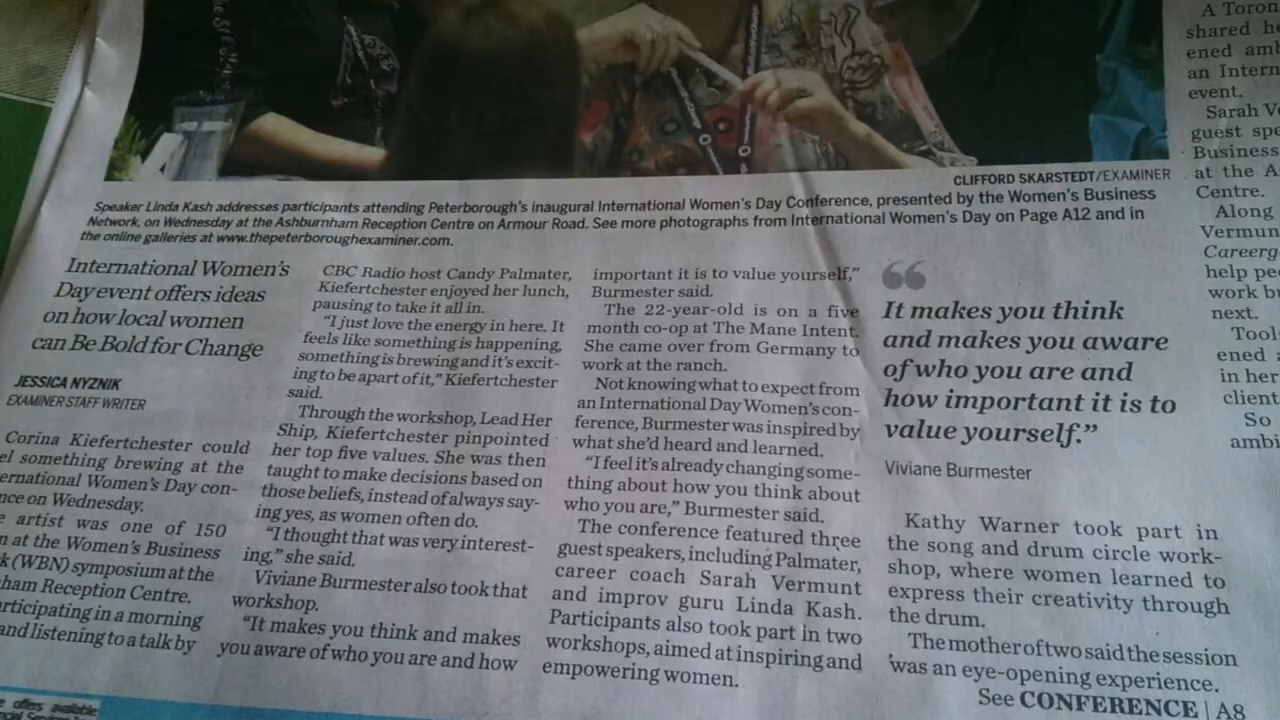 CLIFFORD SKARSTEDT/EXAMINER
Speaker Linda Kash addresses participants attending Peterborough's inaugural International Women's Day Conference, presented by the Women's Business
Network, on Wednesday at the Ashburnham Reception Centre on Armour Road. See more photographs from International Women's Day on Page A12 and in
the online galleries at www.thepeterboroughexaminer.com.
International Women's
Day event offers ideas
on how local women
can Be Bold for Change
JESSICA NYZNIK
EXAMINER STAFF WRITER
Corina Kiefertchester could
el something brewing at the
ernational Women's Day con-
nce on Wednesday.
e artist was one of 150
n at the Women's Business
k (WBN) symposium at the
ham Reception Centre.
articipating in a morning
and listening to a talk by
CBC Radio host Candy Palmater,
Kiefertchester enjoyed her lunch,
pausing to take it all in.
"I just love the energy in here. It
feels like something is happening,
something is brewing and it's excit-
ing to be apart of it," Kiefertchester
said.
Through the workshop, Lead Her
Ship, Kiefertchester pinpointed
her top five values. She was then
taught to make decisions based on
those beliefs, instead of always say-
ing yes, as women often do.
"I thought that was very interest-
ing," she said.
Viviane Burmester also took that
workshop.
"It makes you think and makes
you aware of who you are and how
important it is to value yourself,"
Burmester said.
The 22-year-old is on a five
month co-op at The Mane Intent.
She came over from Germany to
work at the ranch.
Not knowing what to expect from
an International Day Women's con-
ference, Burmester was inspired by
what she'd heard and learned.
"I feel it's already changing some-
thing about how you think about
who you are," Burmester said.
The conference featured three
guest speakers, including Palmater,
career coach Sarah Vermunt
and improv guru Linda Kash.
Participants also took part in two
workshops, aimed at inspiring and
empowering women.
“
It makes you think
and makes you aware
of who you are and
how important it is to
value yourself."
Viviane Burmester
Kathy Warner took part in
the song and drum circle work-
shop, where women learned to
express their creativity through
the drum.
The mother of two said the session
was an eye-opening experience.
See CONFERENCE | A8
A Toron
shared he
ened amb
an Intern
event.
Sarah Ve
guest spe
Business
at the A
Centre.
Along
Vermun
Careerg
help peo
work bu
next.
Tool
ened a
in her
client
So
ambi
e offers available
ncial Services